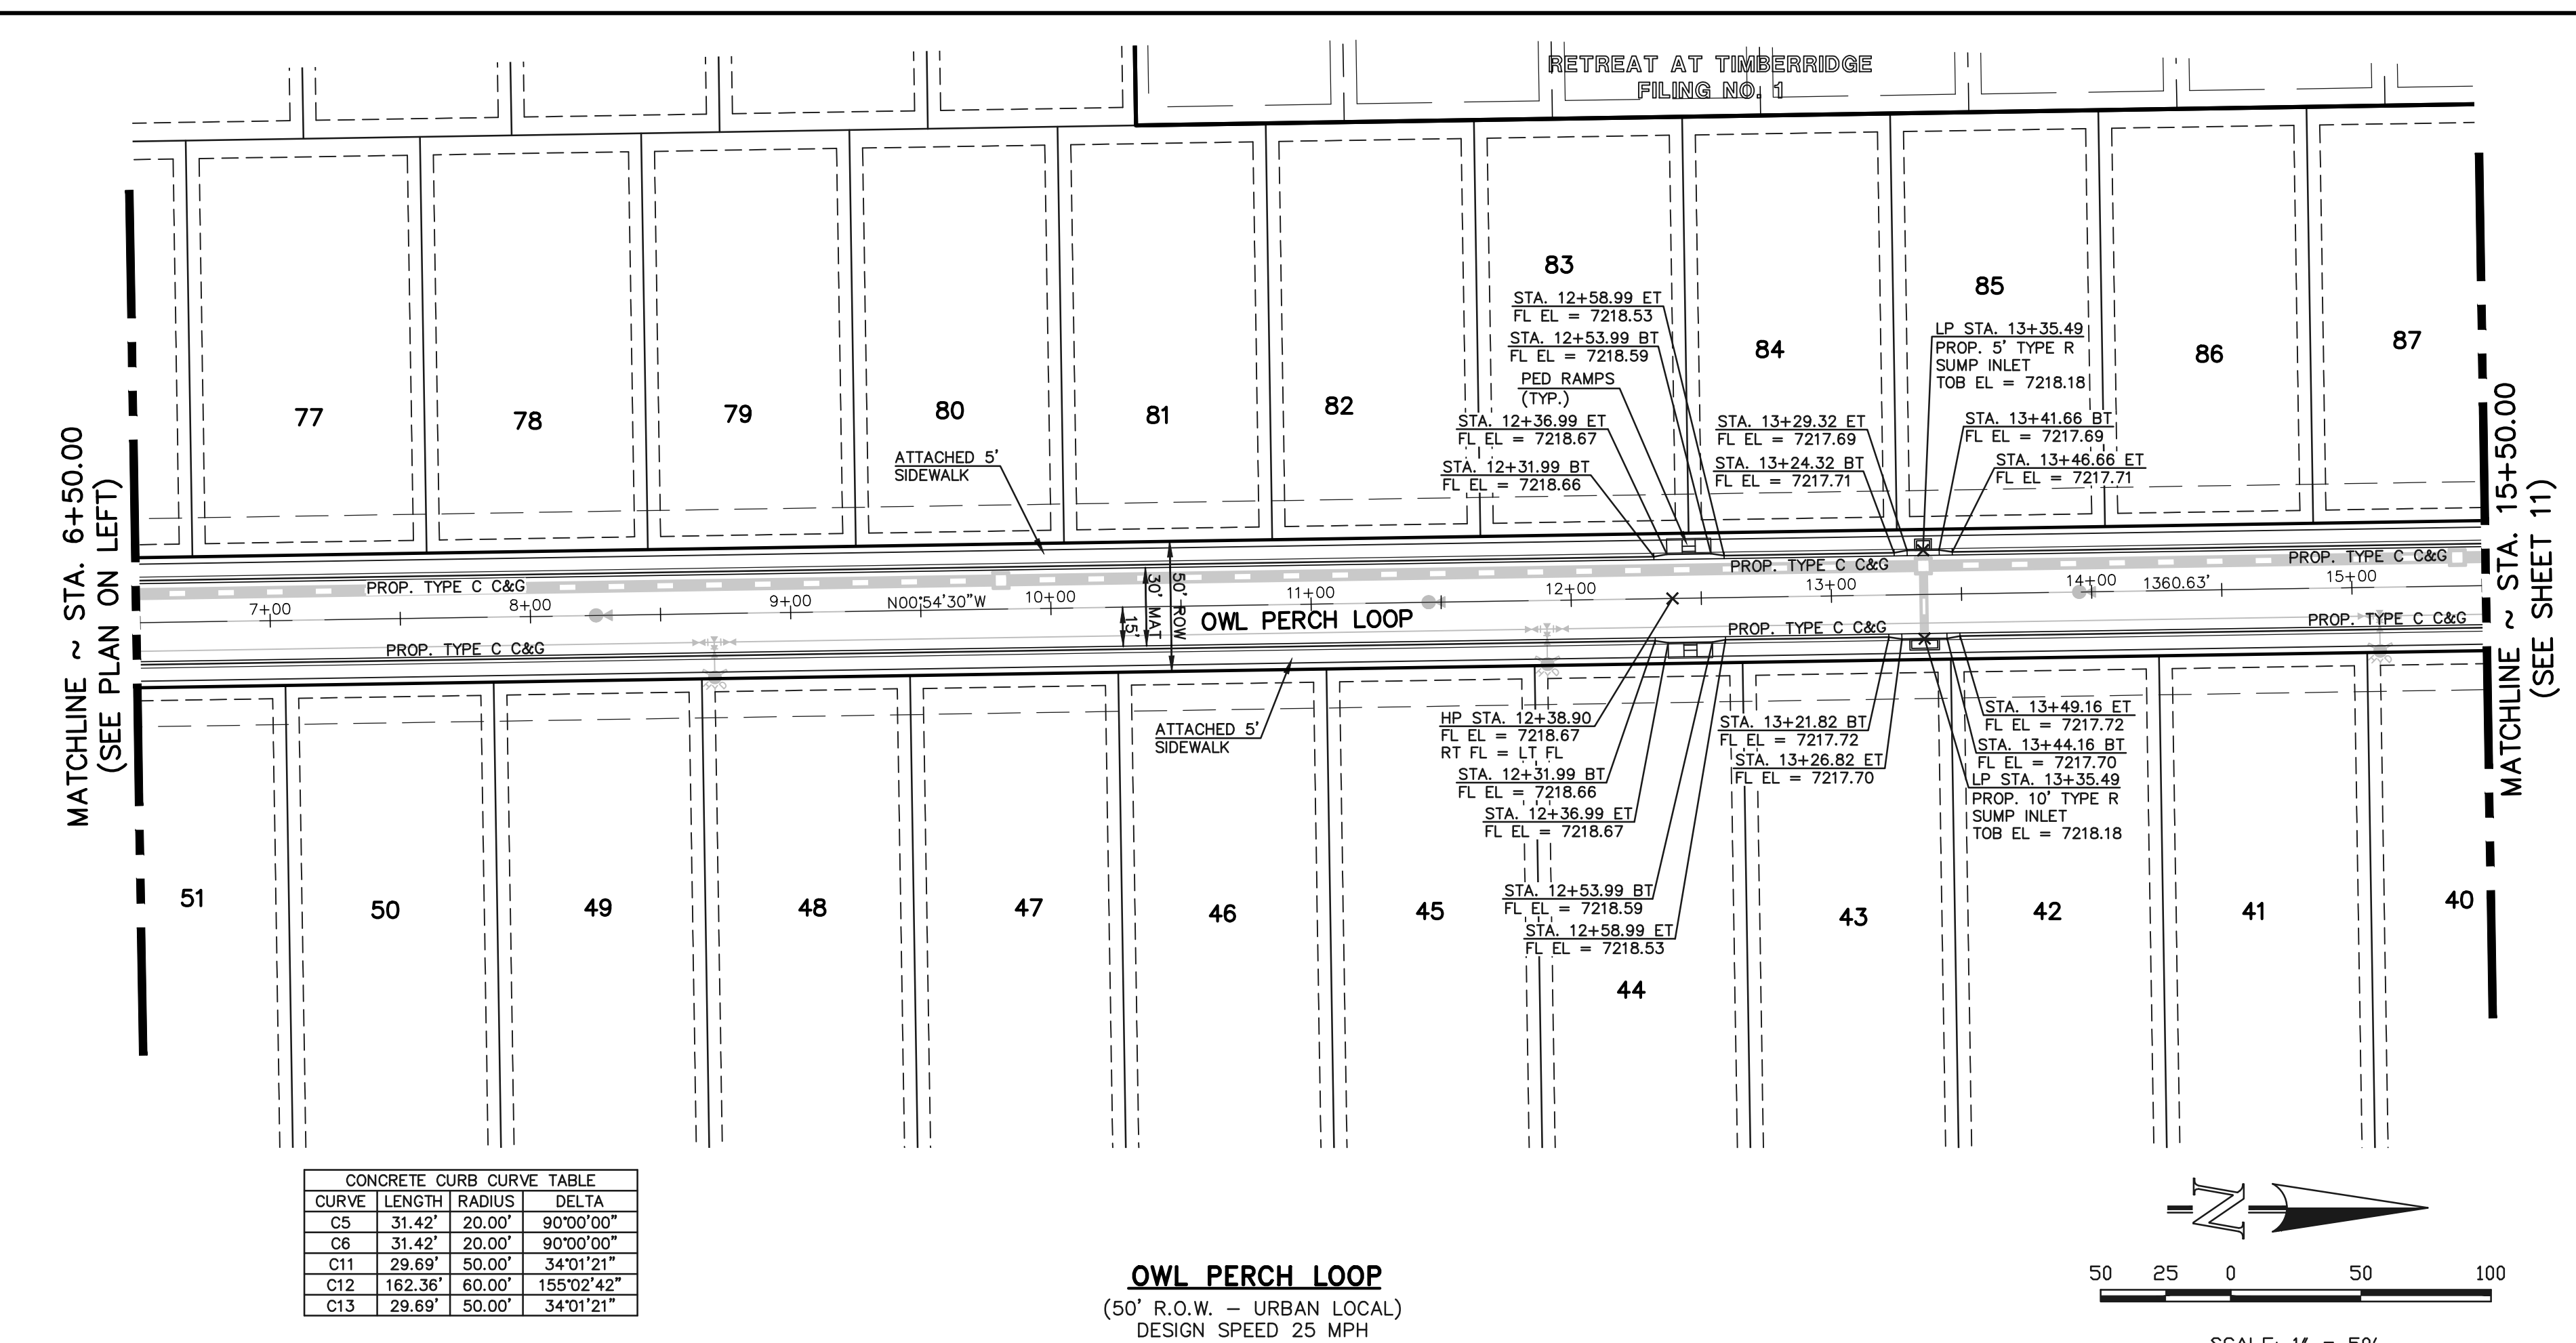 RETREAT AT TIMBERRIDGE
FILING NO. 1
MATCHLINE ~ STA. 6+50.00
(SEE PLAN ON LEFT)
77
78
79
80
81
82
83
84
85
86
87
ATTACHED 5'
SIDEWALK
STA. 12+58.99 ET
FL EL = 7218.53
STA. 12+53.99 BT
FL EL = 7218.59
PED RAMPS
(TYP.)
STA. 12+36.99 ET
FL EL = 7218.67
STA. 12+31.99 BT
FL EL = 7218.66
STA. 13+29.32 ET
FL EL = 7217.69
STA. 13+24.32 BT
FL EL = 7217.71
LP STA. 13+35.49
PROP. 5' TYPE R
SUMP INLET
TOB EL = 7218.18
STA. 13+41.66 BT
FL EL = 7217.69
STA. 13+46.66 ET
FL EL = 7217.71
MATCHLINE ~ STA. 15+50.00
(SEE SHEET 11)
PROP. TYPE C C&G
PROP. TYPE C C&G
PROP. TYPE C C&G
7+00
8+00
9+00
N00°54'30"W
10+00
11+00
12+00
13+00
14+00
1360.63'
15+00
15'
30' MAT
50' ROW
OWL PERCH LOOP
PROP. TYPE C C&G
PROP. TYPE C C&G
PROP. TYPE C C&G
ATTACHED 5'
SIDEWALK
HP STA. 12+38.90
FL EL = 7218.67
RT FL = LT FL
STA. 12+31.99 BT
FL EL = 7218.66
STA. 12+36.99 ET
FL EL = 7218.67
STA. 12+53.99 BT
FL EL = 7218.59
STA. 12+58.99 ET
FL EL = 7218.53
STA. 13+21.82 BT
FL EL = 7217.72
STA. 13+26.82 ET
FL EL = 7217.70
STA. 13+49.16 ET
FL EL = 7217.72
STA. 13+44.16 BT
FL EL = 7217.70
LP STA. 13+35.49
PROP. 10' TYPE R
SUMP INLET
TOB EL = 7218.18
51
50
49
48
47
46
45
44
43
42
41
40
CONCRETE CURB CURVE TABLE
CURVE LENGTH RADIUS DELTA
C5 31.42' 20.00' 90°00'00"
C6 31.42' 20.00' 90°00'00"
C11 29.69' 50.00' 34°01'21"
C12 162.36' 60.00' 155°02'42"
C13 29.69' 50.00' 34°01'21"
OWL PERCH LOOP
(50' R.O.W. – URBAN LOCAL)
DESIGN SPEED 25 MPH
N
50 25 0 50 100